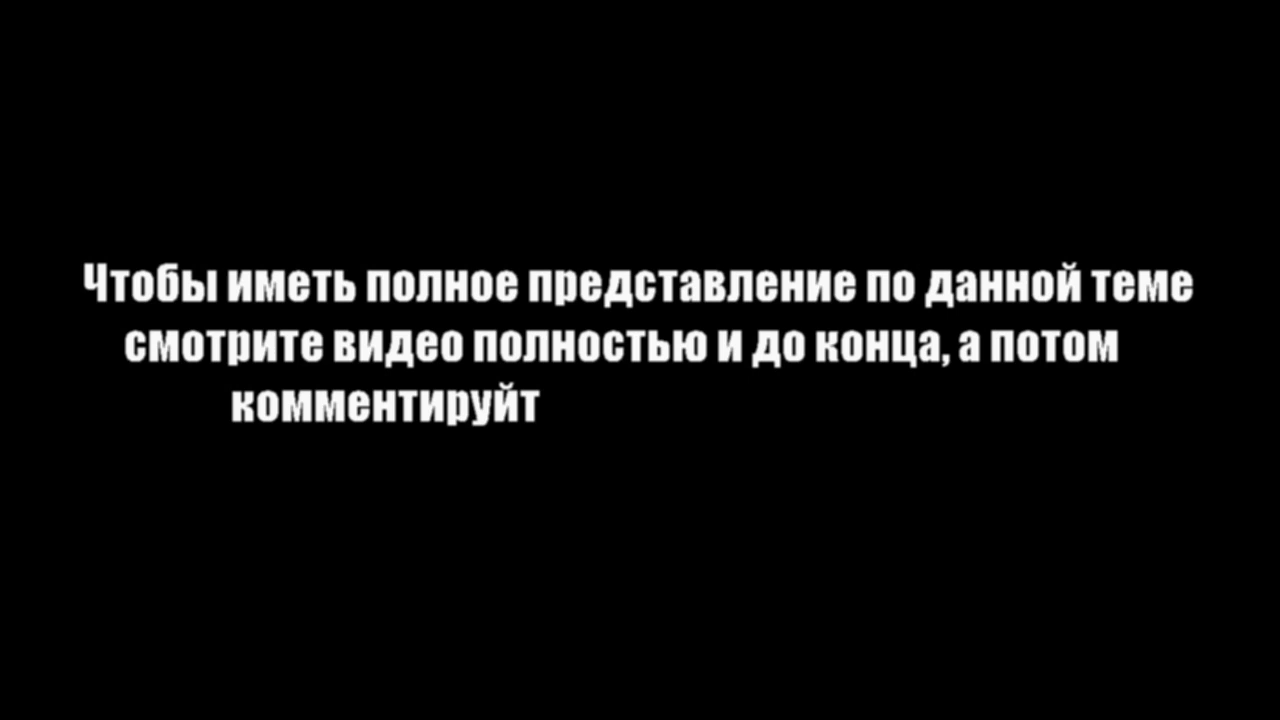 Чтобы иметь полное представление по данной теме
смотрите видео полностью и до конца, а потом
комментируйт